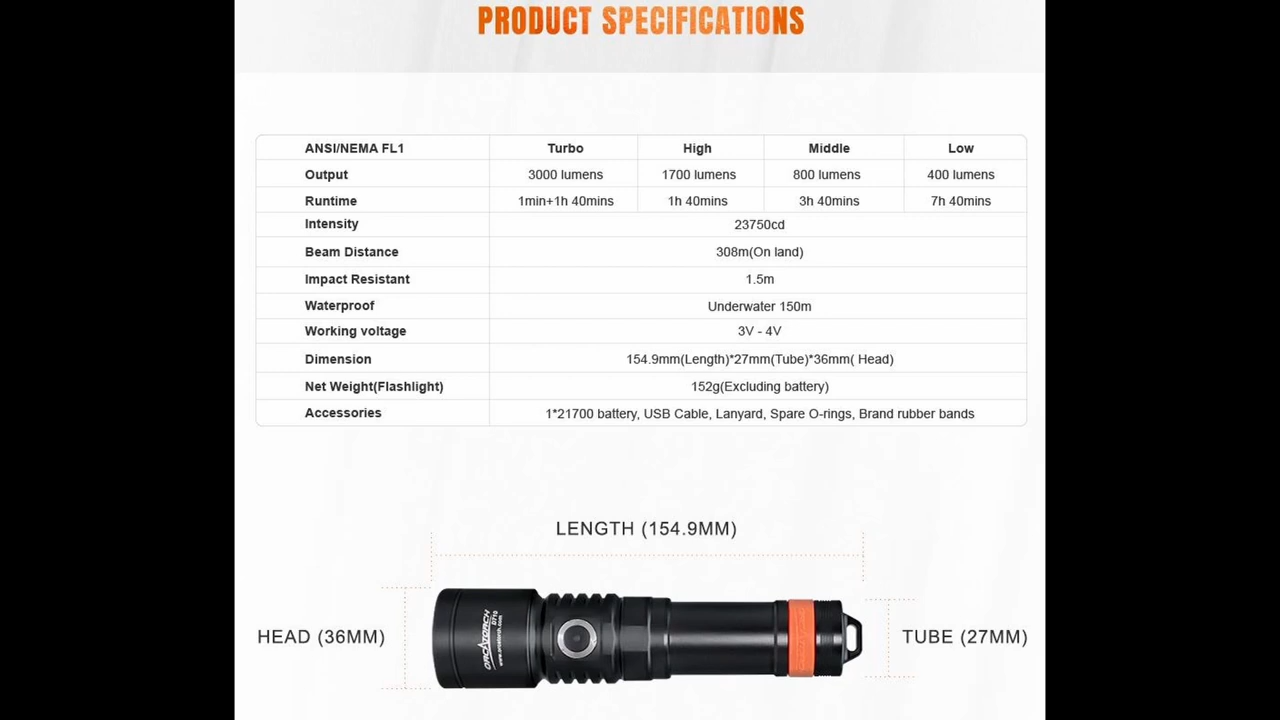 PRODUCT SPECIFICATIONS
ANSI/NEMA FL1 Turbo High Middle Low
Output 3000 lumens 1700 lumens 800 lumens 400 lumens
Runtime 1min+1h 40mins 1h 40mins 3h 40mins 7h 40mins
Intensity 23750cd
Beam Distance 308m(On land)
Impact Resistant 1.5m
Waterproof Underwater 150m
Working voltage 3V - 4V
Dimension 154.9mm(Length)*27mm(Tube)*36mm( Head)
Net Weight(Flashlight) 152g(Excluding battery)
Accessories 1*21700 battery, USB Cable, Lanyard, Spare O-rings, Brand rubber bands
LENGTH (154.9MM)
HEAD (36MM)
ORCATORCH
D710
www.orcatorch.com
TUBE (27MM)